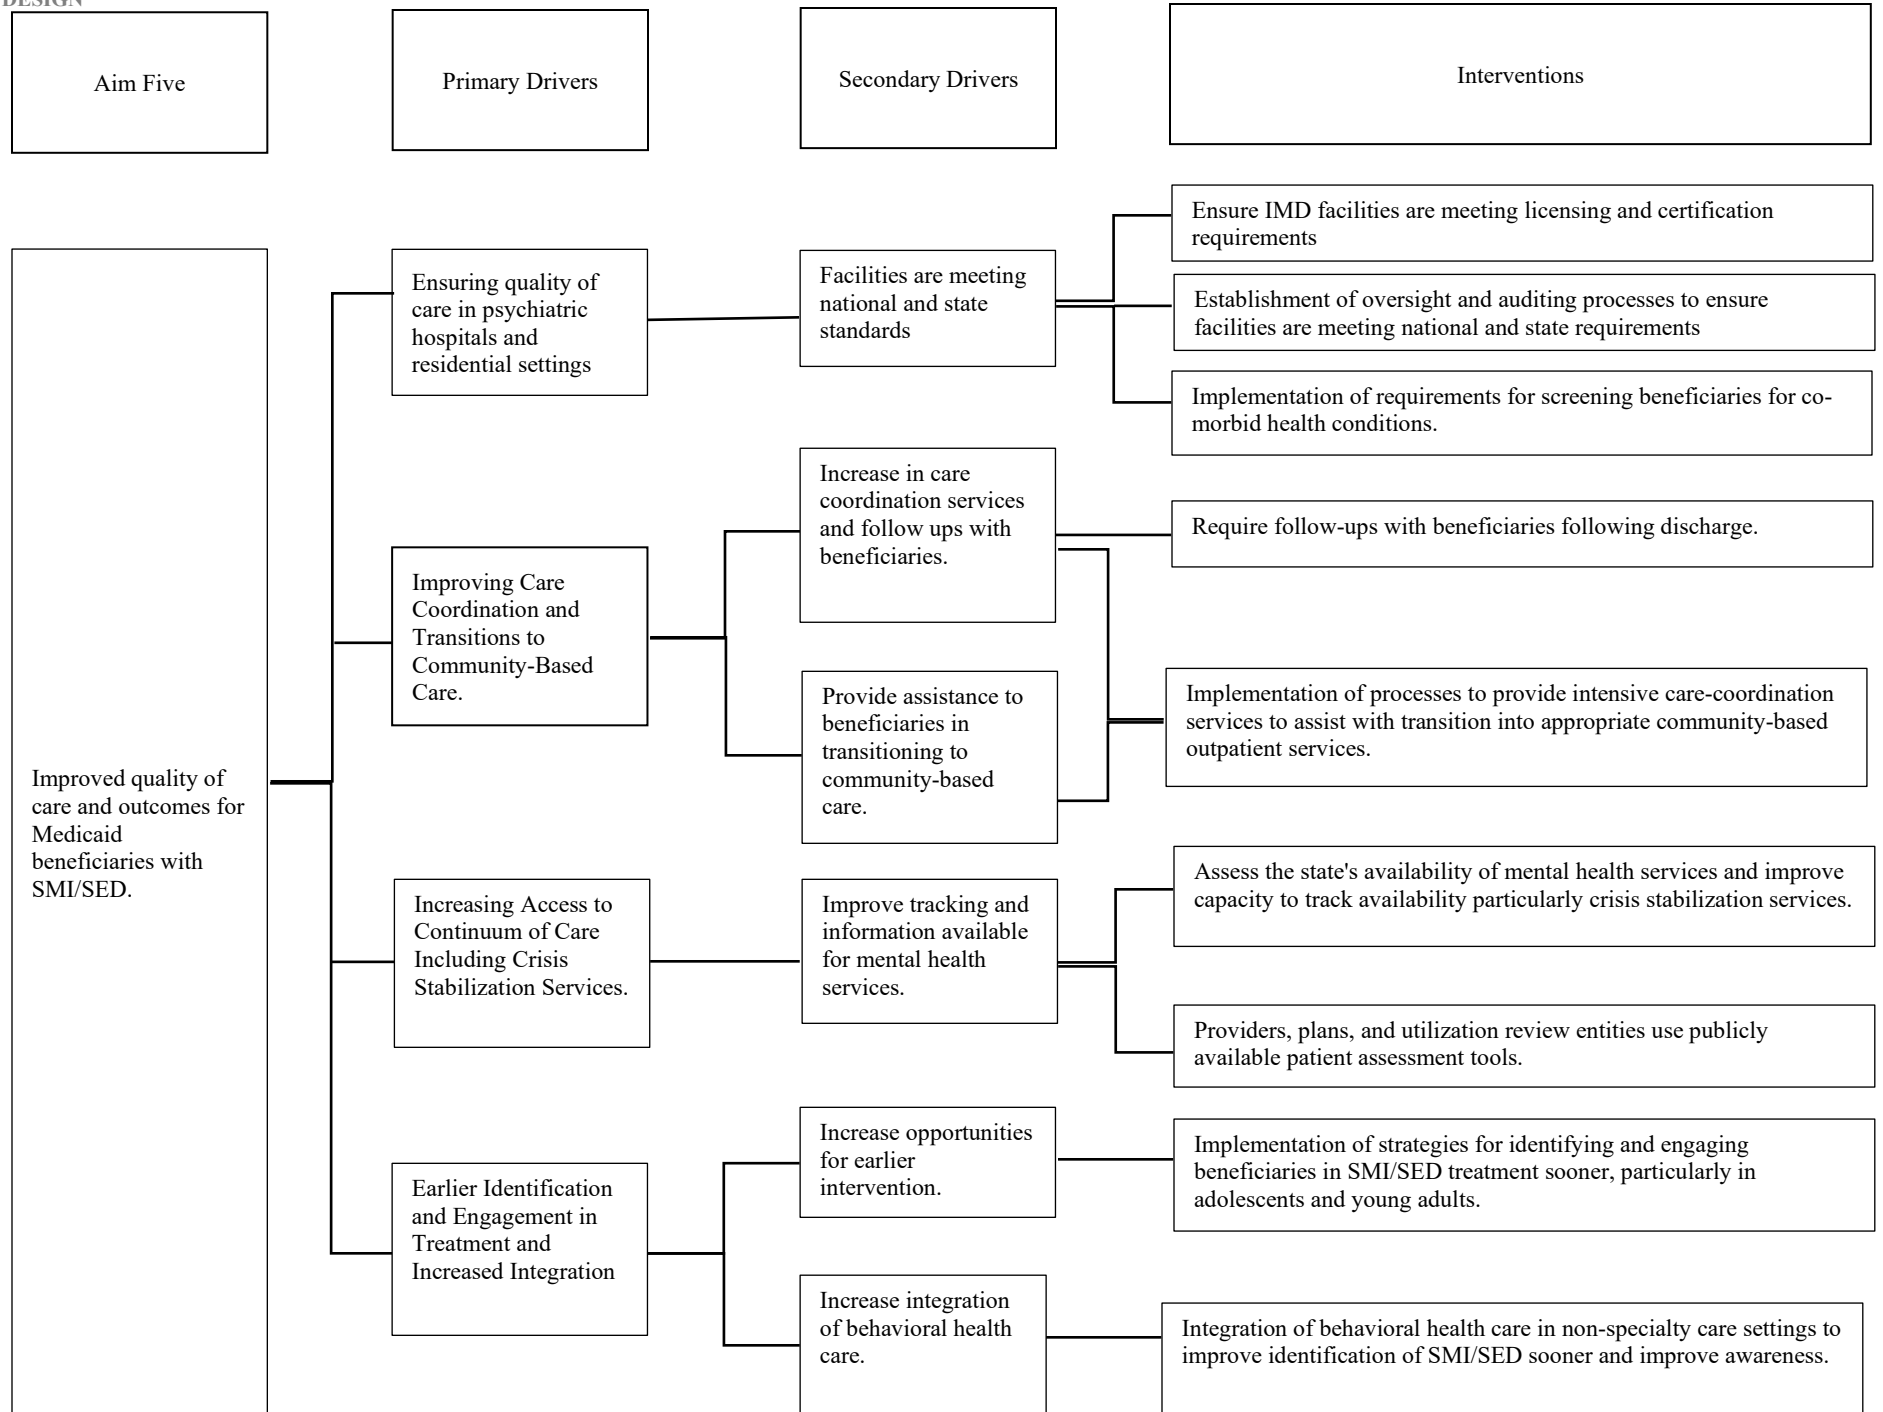 DESIGN
Aim Five
Primary Drivers
Secondary Drivers
Interventions
Improved quality of
care and outcomes for
Medicaid
beneficiaries with
SMI/SED.
Ensuring quality of
care in psychiatric
hospitals and
residential settings
Facilities are meeting
national and state
standards
Ensure IMD facilities are meeting licensing and certification
requirements
Establishment of oversight and auditing processes to ensure
facilities are meeting national and state requirements
Implementation of requirements for screening beneficiaries for co-
morbid health conditions.
Improving Care
Coordination and
Transitions to
Community-Based
Care.
Increase in care
coordination services
and follow ups with
beneficiaries.
Require follow-ups with beneficiaries following discharge.
Provide assistance to
beneficiaries in
transitioning to
community-based
care.
Implementation of processes to provide intensive care-coordination
services to assist with transition into appropriate community-based
outpatient services.
Increasing Access to
Continuum of Care
Including Crisis
Stabilization Services.
Improve tracking and
information available
for mental health
services.
Assess the state's availability of mental health services and improve
capacity to track availability particularly crisis stabilization services.
Providers, plans, and utilization review entities use publicly
available patient assessment tools.
Earlier Identification
and Engagement in
Treatment and
Increased Integration
Increase opportunities
for earlier
intervention.
Implementation of strategies for identifying and engaging
beneficiaries in SMI/SED treatment sooner, particularly in
adolescents and young adults.
Increase integration
of behavioral health
care.
Integration of behavioral health care in non-specialty care settings to
improve identification of SMI/SED sooner and improve awareness.